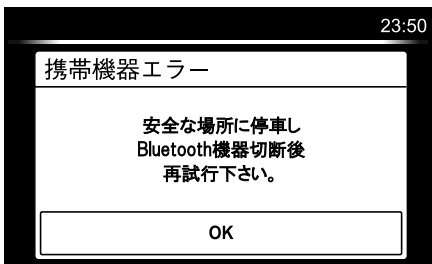 23:50
携帯機器エラー
安全な場所に停車し
Bluetooth機器切断後
再試行下さい。
OK